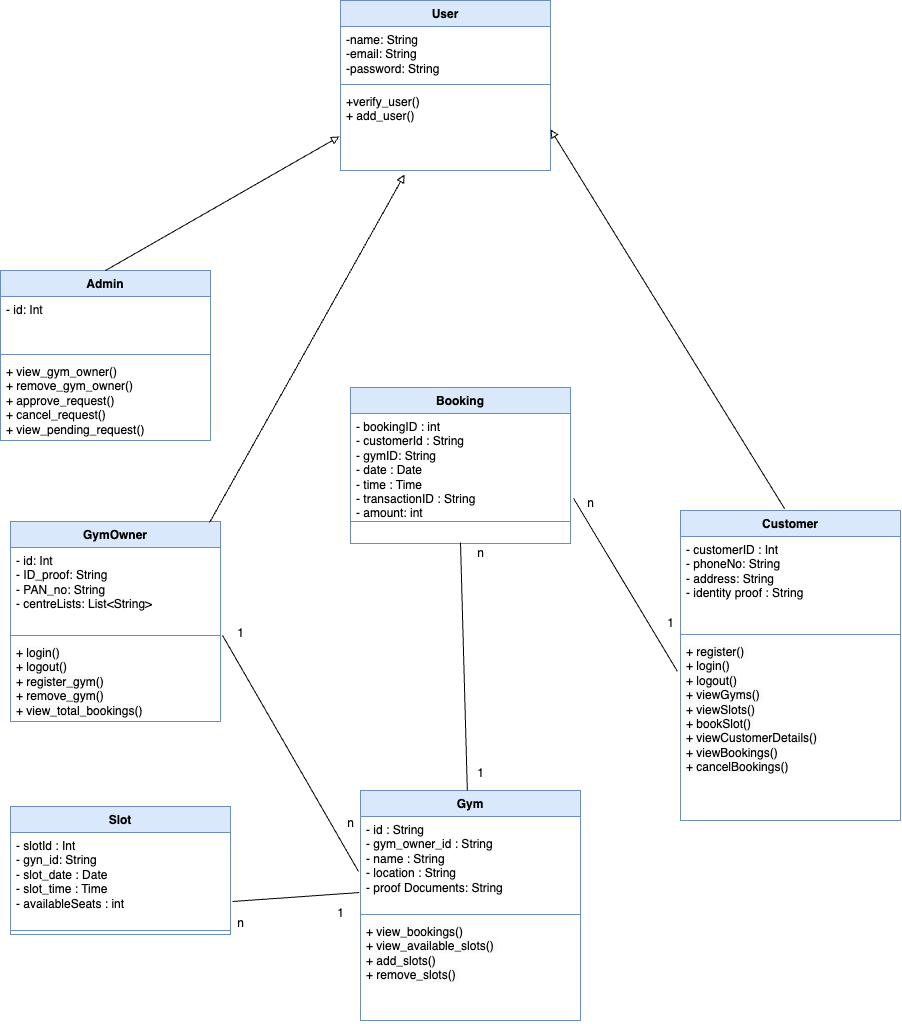 User
-name: String
-email: String
-password: String
+verify_user()
+ add_user()
Admin
- id: Int
+ view_gym_owner()
+ remove_gym_owner()
+ approve_request()
+ cancel_request()
+ view_pending_request()
Booking
- bookingID : int
- customerId : String
- gymID: String
- date : Date
- time : Time
- transactionID : String
- amount: int
n
n
GymOwner
- id: Int
- ID_proof: String
- PAN_no: String
- centreLists: List<String>
+ login()
+ logout()
+ register_gym()
+ remove_gym()
+ view_total_bookings()
1
Customer
- customerID : Int
- phoneNo: String
- address: String
- identity proof : String
+ register()
+ login()
+ logout()
+ viewGyms()
+ viewSlots()
+ bookSlot()
+ viewCustomerDetails()
+ viewBookings()
+ cancelBookings()
1
1
n
Slot
- slotId : Int
- gyn_id: String
- slot_date : Date
- slot_time : Time
- availableSeats : int
n
1
Gym
- id : String
- gym_owner_id : String
- name : String
- location : String
- proof Documents: String
+ view_bookings()
+ view_available_slots()
+ add_slots()
+ remove_slots()